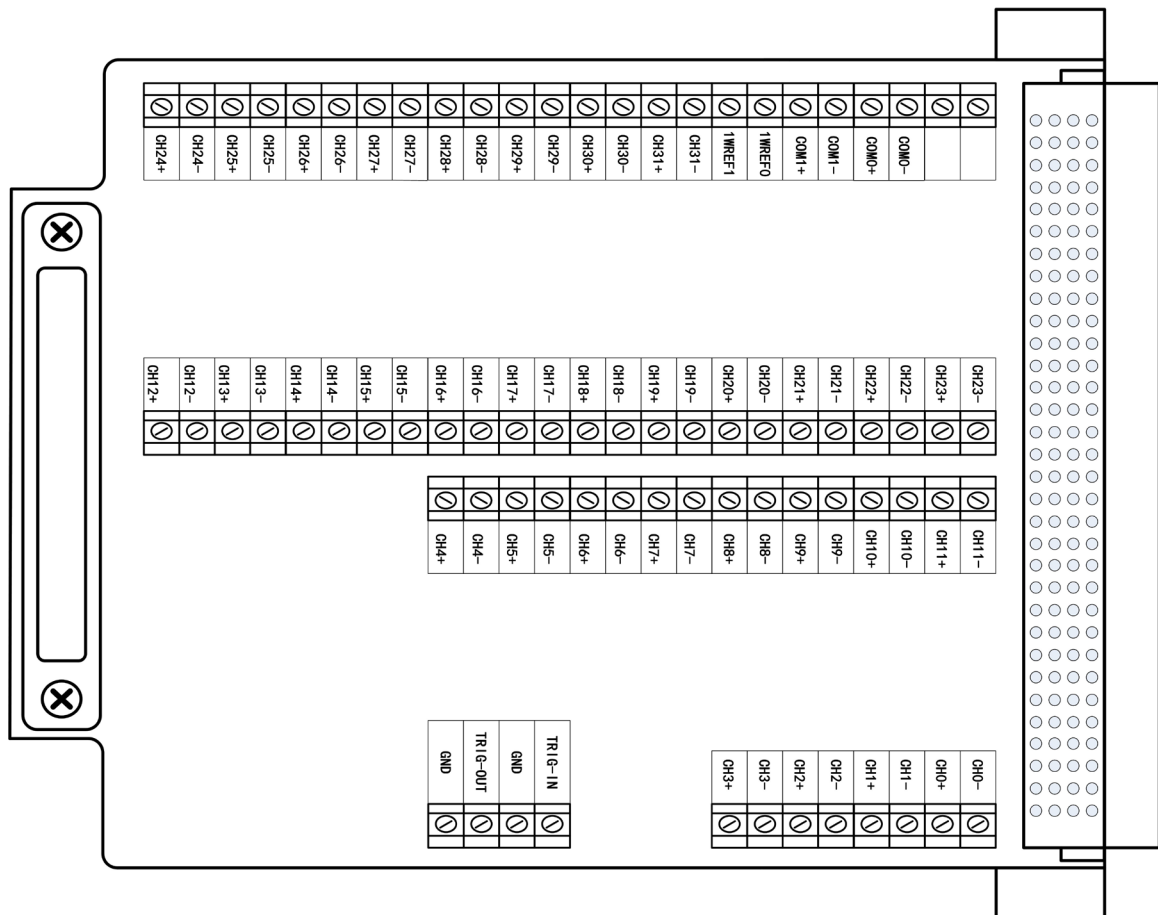 CH24+ CH24- CH25+ CH25- CH26+ CH26- CH27+ CH27- CH28+ CH28- CH29+ CH29- CH30+ CH30- CH31+ CH31- 1WREF1 1WREF0 COM1+ COM1- COM0+ COM0-
CH12+ CH12- CH13+ CH13- CH14+ CH14- CH15+ CH15- CH16+ CH16- CH17+ CH17- CH18+ CH18- CH19+ CH19- CH20+ CH20- CH21+ CH21- CH22+ CH22- CH23+ CH23-
CH4+ CH4- CH5+ CH5- CH6+ CH6- CH7+ CH7- CH8+ CH8- CH9+ CH9- CH10+ CH10- CH11+ CH11-
GND TRIG-OUT GND TRIG-IN
CH3+ CH3- CH2+ CH2- CH1+ CH1- CH0+ CH0-